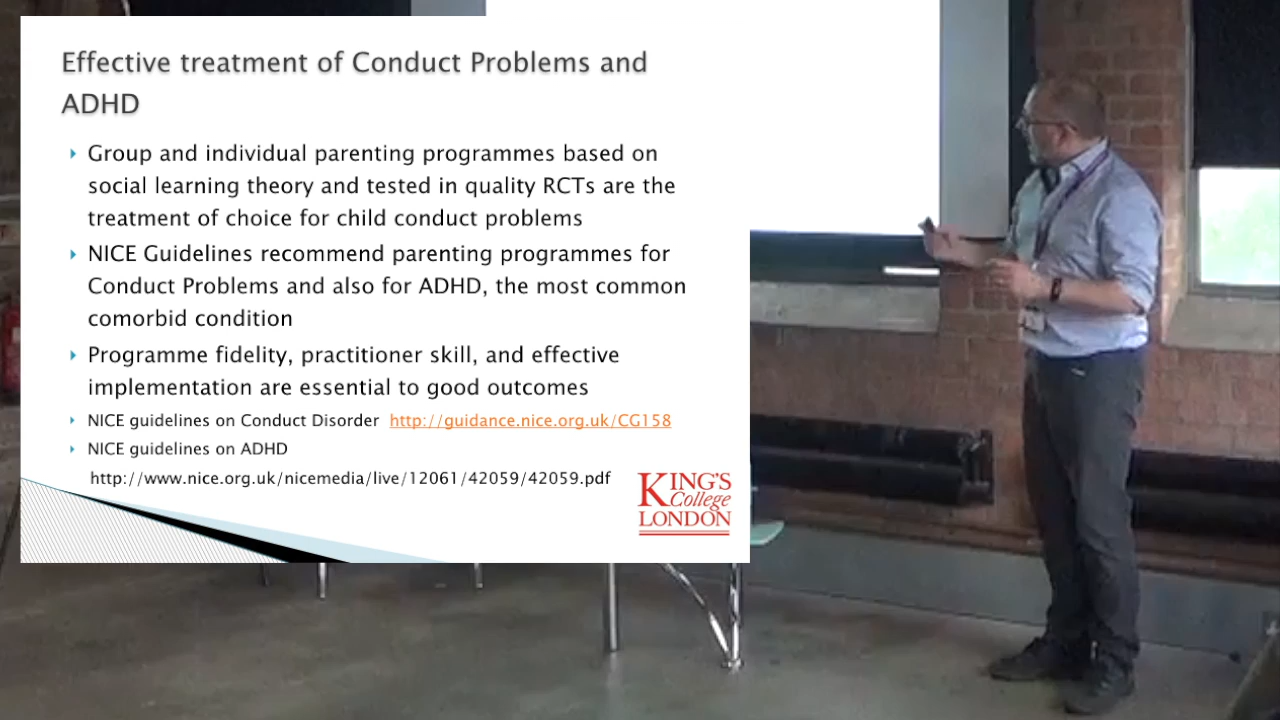 Effective treatment of Conduct Problems and
ADHD
Group and individual parenting programmes based on
social learning theory and tested in quality RCTs are the
treatment of choice for child conduct problems
NICE Guidelines recommend parenting programmes for
Conduct Problems and also for ADHD, the most common
comorbid condition
Programme fidelity, practitioner skill, and effective
implementation are essential to good outcomes
NICE guidelines on Conduct Disorder http://guidance.nice.org.uk/CG158
NICE guidelines on ADHD
http://www.nice.org.uk/nicemedia/live/12061/42059/42059.pdf
KING'S
College
LONDON